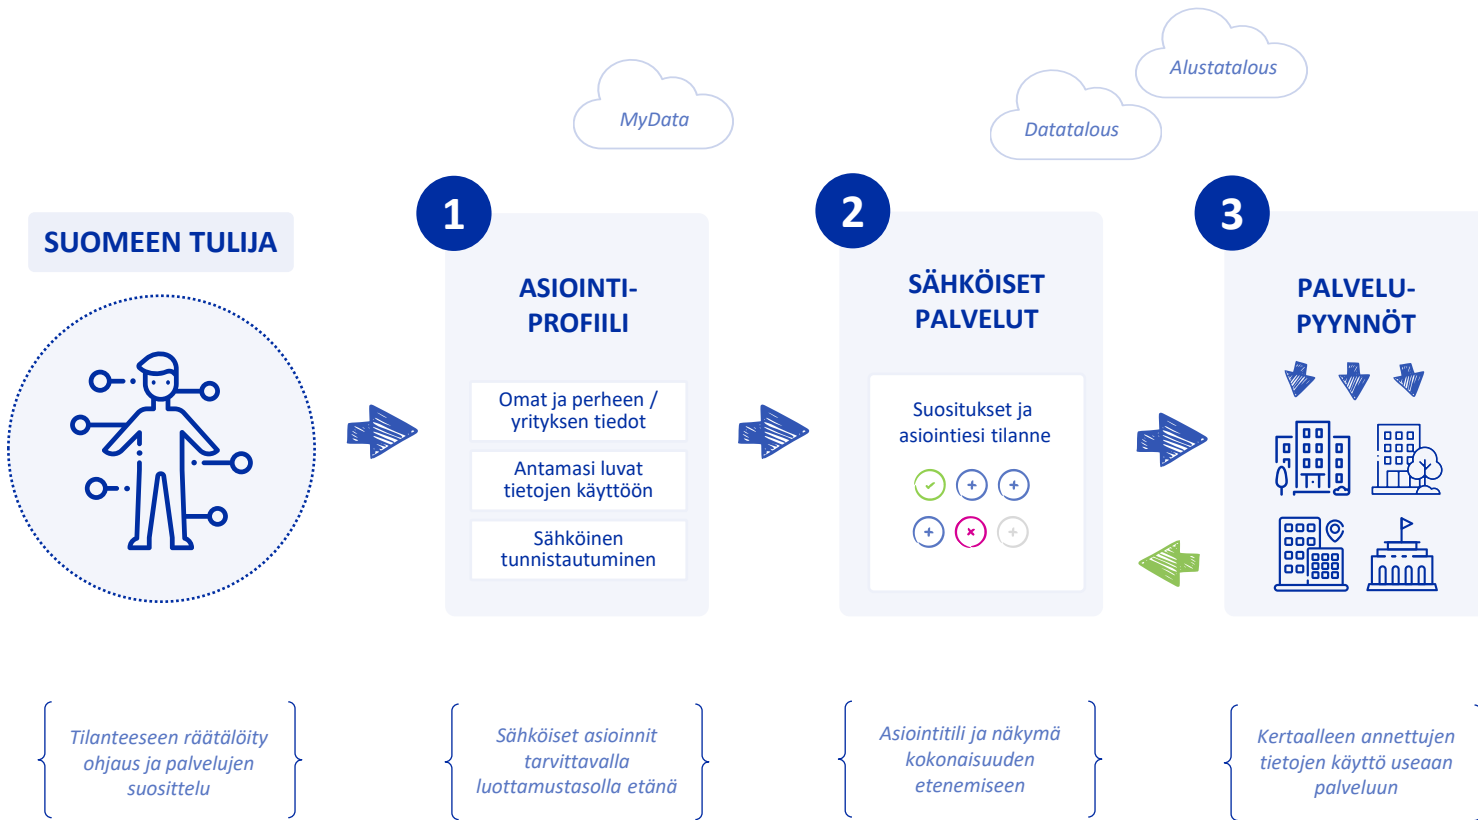 MyData
Datatalous
Alustatalous
SUOMEEN TULIJA
1
ASIOINTI-
PROFIILI
Omat ja perheen /
yrityksen tiedot
Antamasi luvat
tietojen käyttöön
Sähköinen
tunnistautuminen
2
SÄHKÖISET
PALVELUT
Suositukset ja
asiointiesi tilanne
3
PALVELU-
PYYNNÖT
Tilanteeseen räätälöity
ohjaus ja palvelujen
suosittelu
Sähköiset asioinnit
tarvittavalla
luottamustasolla etänä
Asiointitili ja näkymä
kokonaisuuden
etenemiseen
Kertaalleen annettujen
tietojen käyttö useaan
palveluun